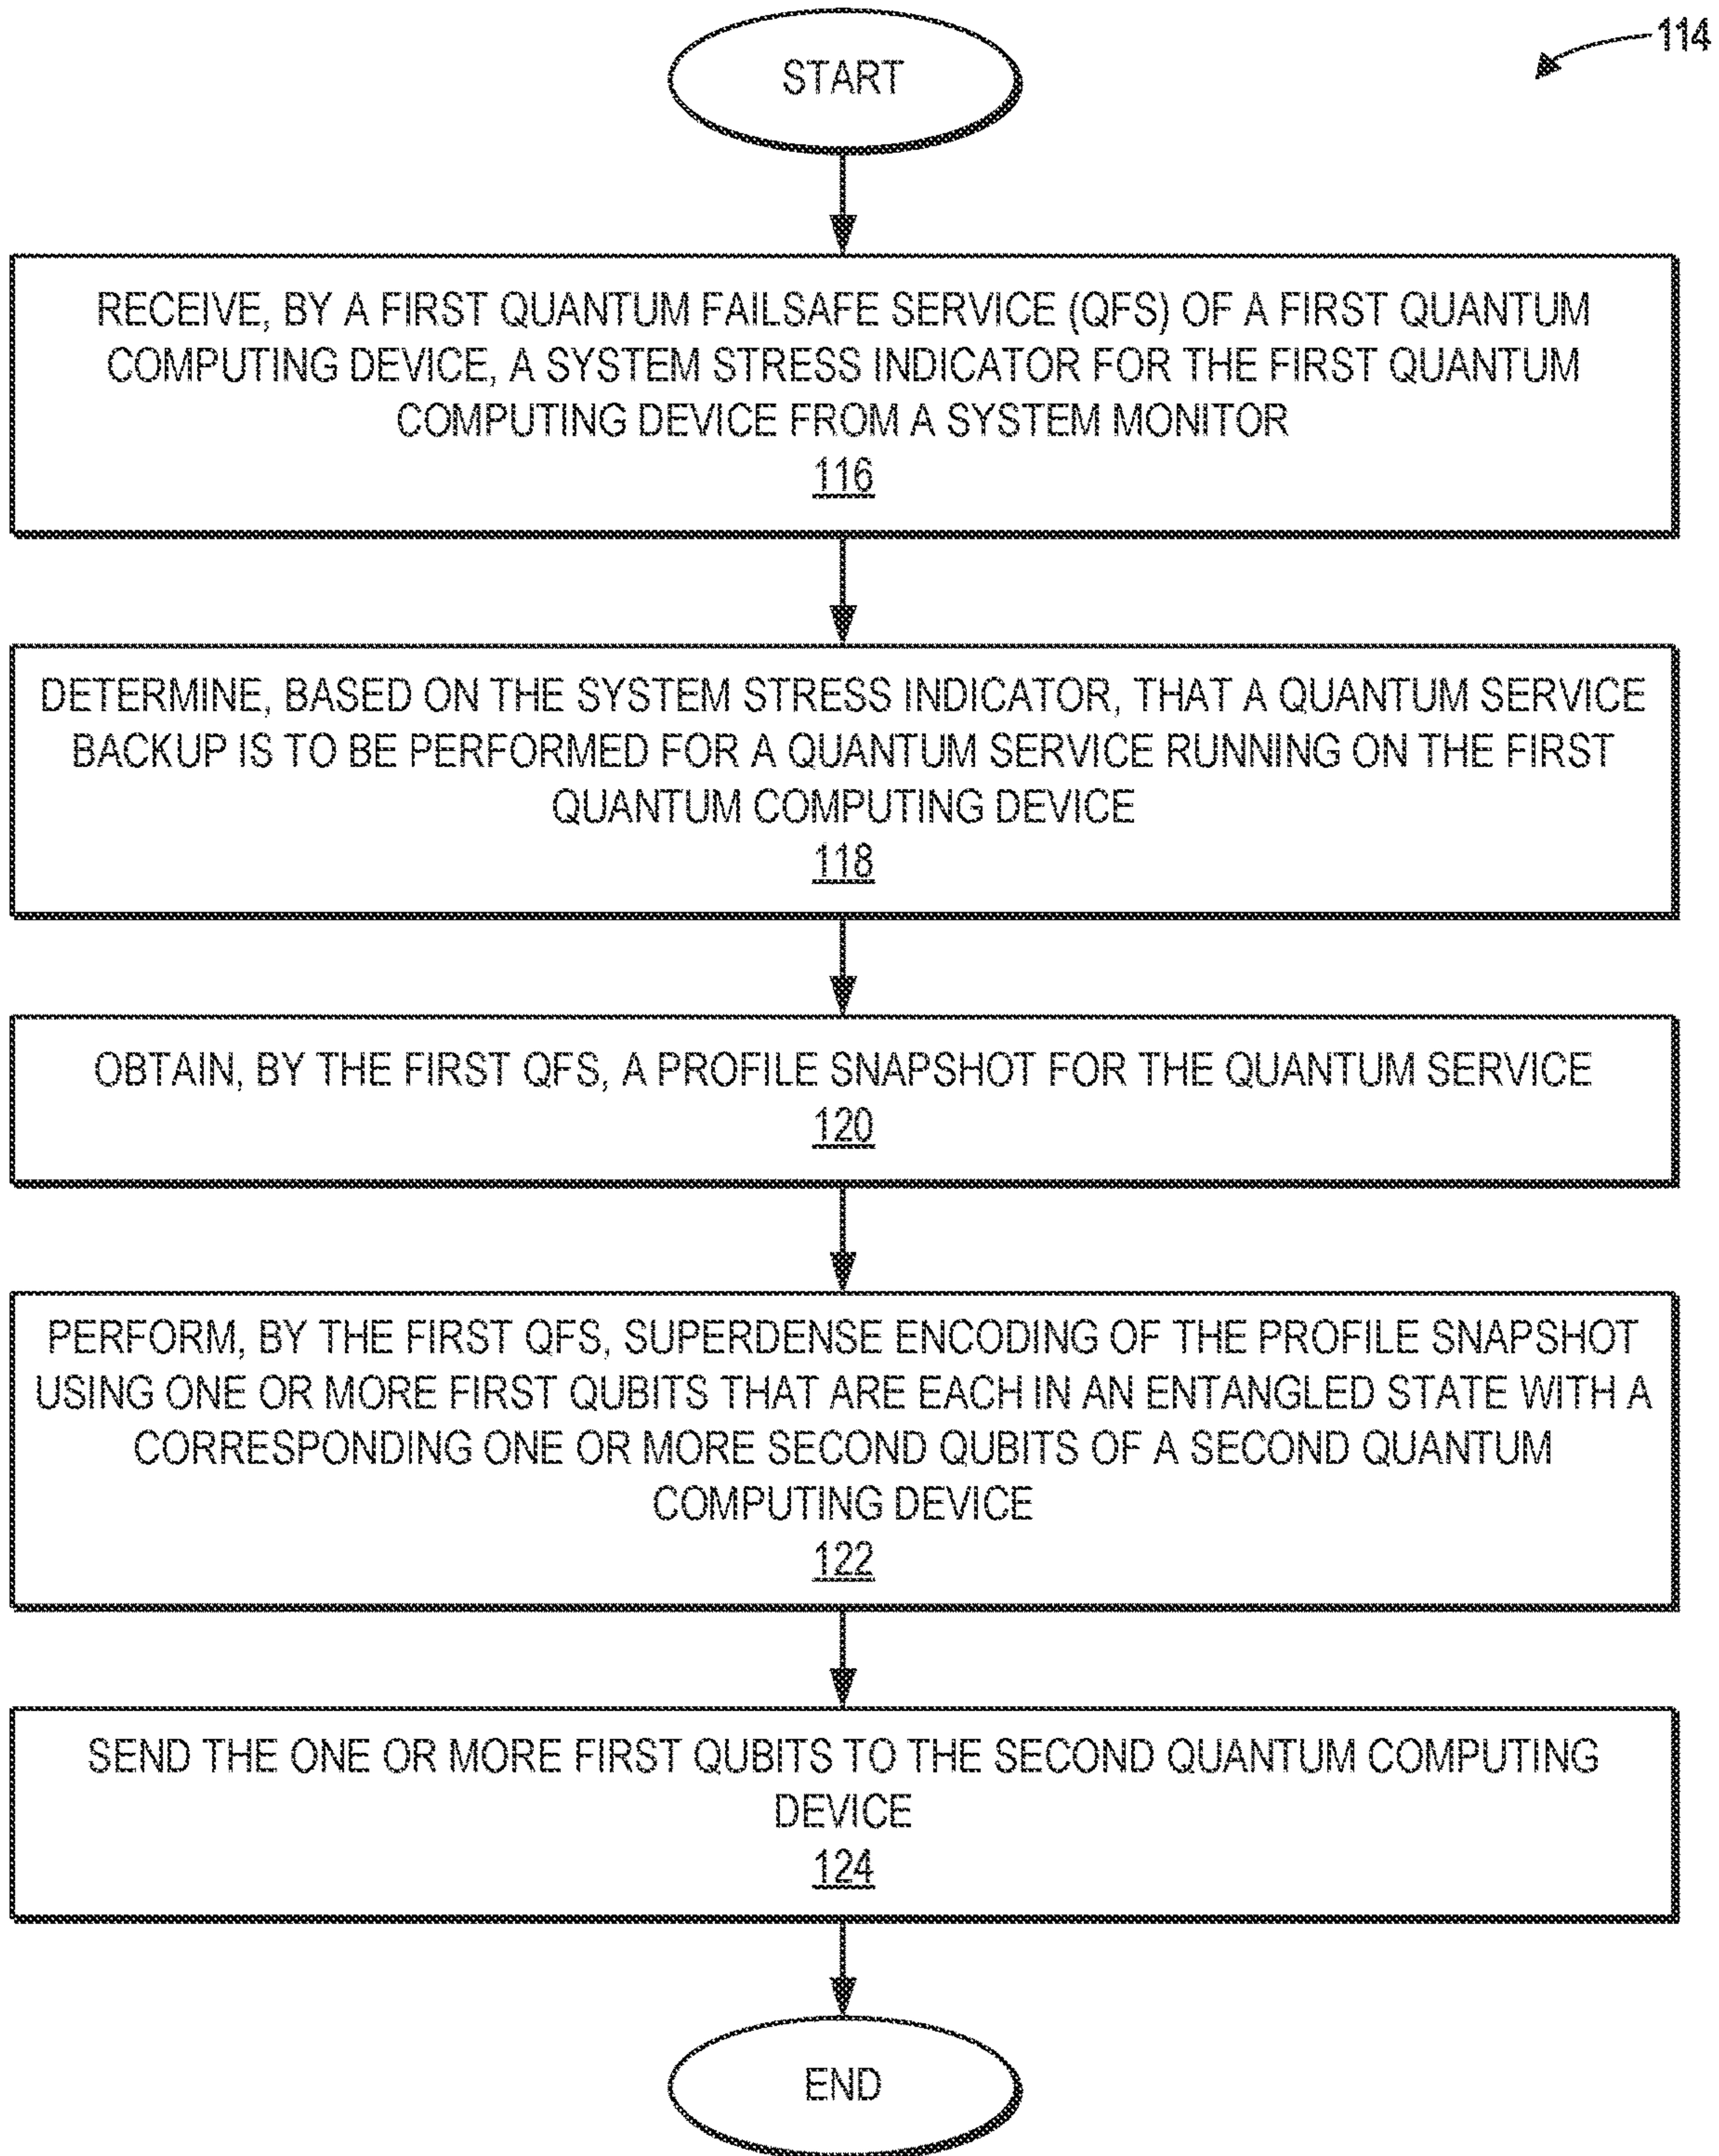 114
START
RECEIVE, BY A FIRST QUANTUM FAILSAFE SERVICE (QFS) OF A FIRST QUANTUM
COMPUTING DEVICE, A SYSTEM STRESS INDICATOR FOR THE FIRST QUANTUM
COMPUTING DEVICE FROM A SYSTEM MONITOR
116
DETERMINE, BASED ON THE SYSTEM STRESS INDICATOR, THAT A QUANTUM SERVICE
BACKUP IS TO BE PERFORMED FOR A QUANTUM SERVICE RUNNING ON THE FIRST
QUANTUM COMPUTING DEVICE
118
OBTAIN, BY THE FIRST QFS, A PROFILE SNAPSHOT FOR THE QUANTUM SERVICE
120
PERFORM, BY THE FIRST QFS, SUPERDENSE ENCODING OF THE PROFILE SNAPSHOT
USING ONE OR MORE FIRST QUBITS THAT ARE EACH IN AN ENTANGLED STATE WITH A
CORRESPONDING ONE OR MORE SECOND QUBITS OF A SECOND QUANTUM
COMPUTING DEVICE
122
SEND THE ONE OR MORE FIRST QUBITS TO THE SECOND QUANTUM COMPUTING
DEVICE
124
END